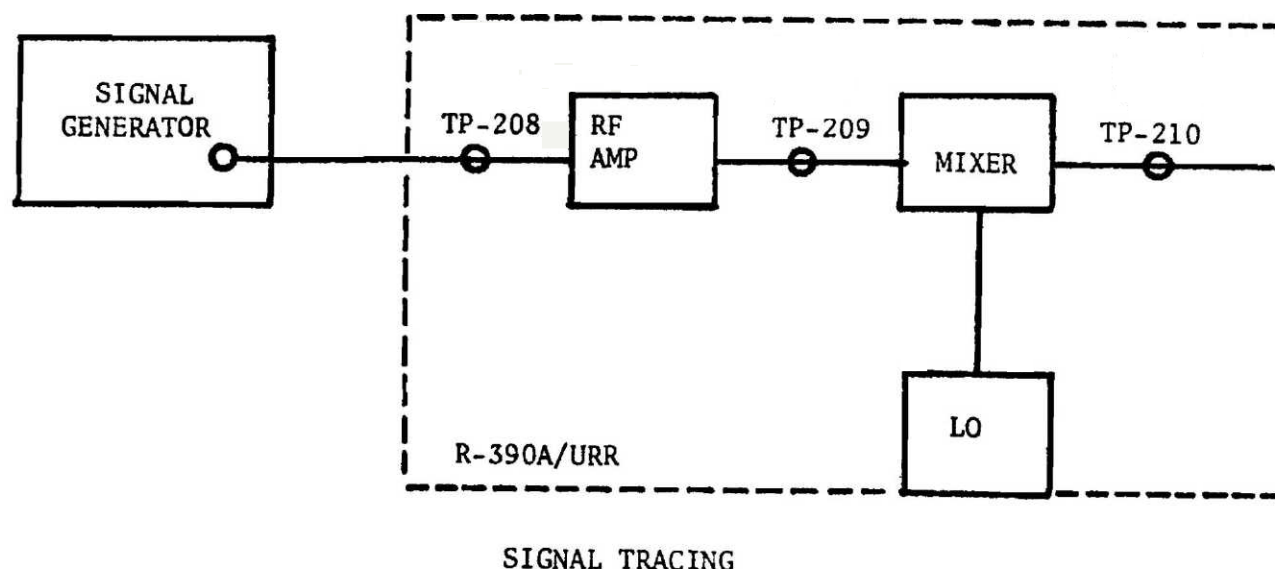 SIGNAL
GENERATOR
TP-208
RF
AMP
TP-209
MIXER
TP-210
LO
R-390A/URR
SIGNAL TRACING